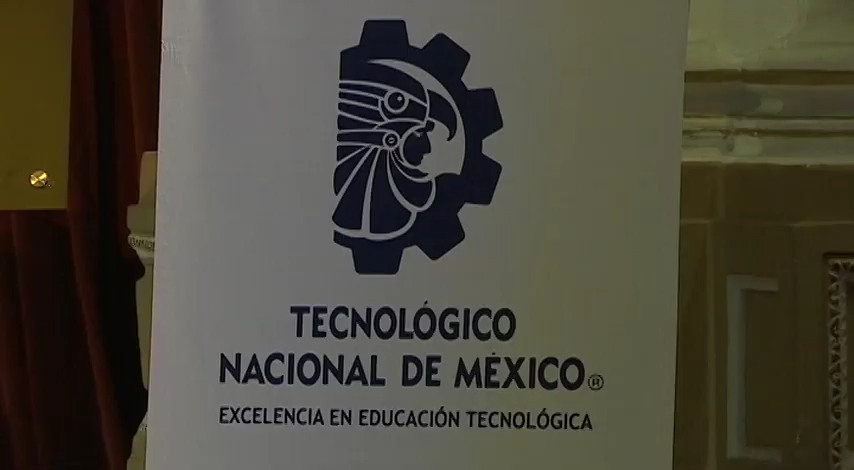 TECNOLÓGICO
NACIONAL DE MÉXICO®
EXCELENCIA EN EDUCACIÓN TECNOLÓGICA